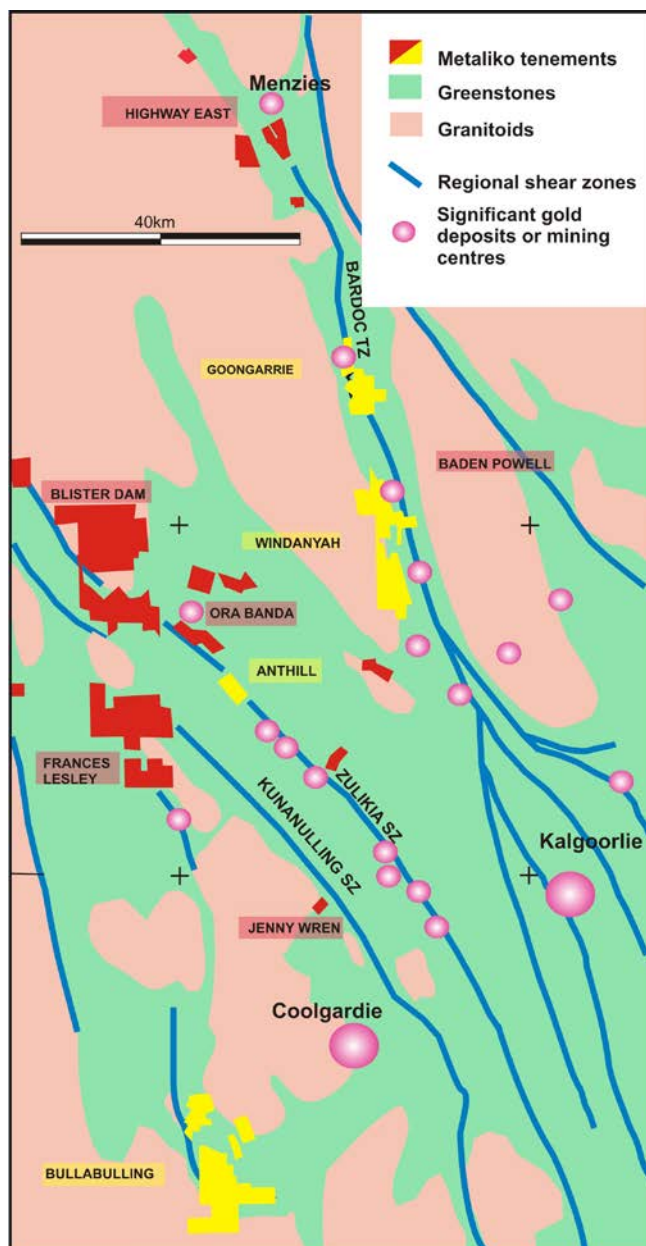 Menzies
HIGHWAY EAST
40km
Metaliko tenements
Greenstones
Granitoids
Regional shear zones
Significant gold
deposits or mining
centres
BARDOC TZ
GOONGARRIE
BADEN POWELL
BLISTER DAM
WINDANYAH
ORA BANDA
ANTHILL
FRANCES
LESLEY
ZULIKIA SZ
KUNANULLING SZ
Kalgoorlie
JENNY WREN
Coolgardie
BULLABULLING